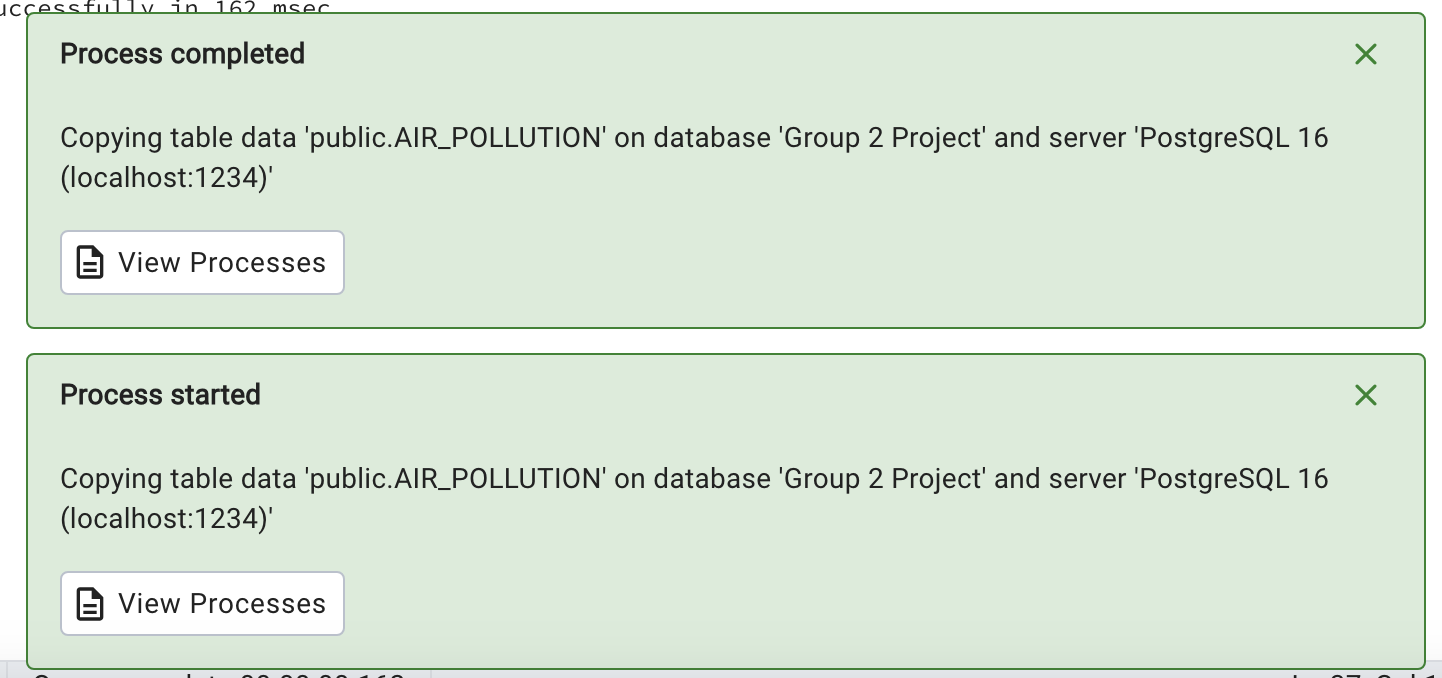 uccessfully in 162 msec
Process completed
Copying table data 'public.AIR_POLLUTION' on database 'Group 2 Project' and server 'PostgreSQL 16
(localhost:1234)'
View Processes
Process started
Copying table data 'public.AIR_POLLUTION' on database 'Group 2 Project' and server 'PostgreSQL 16
(localhost:1234)'
View Processes